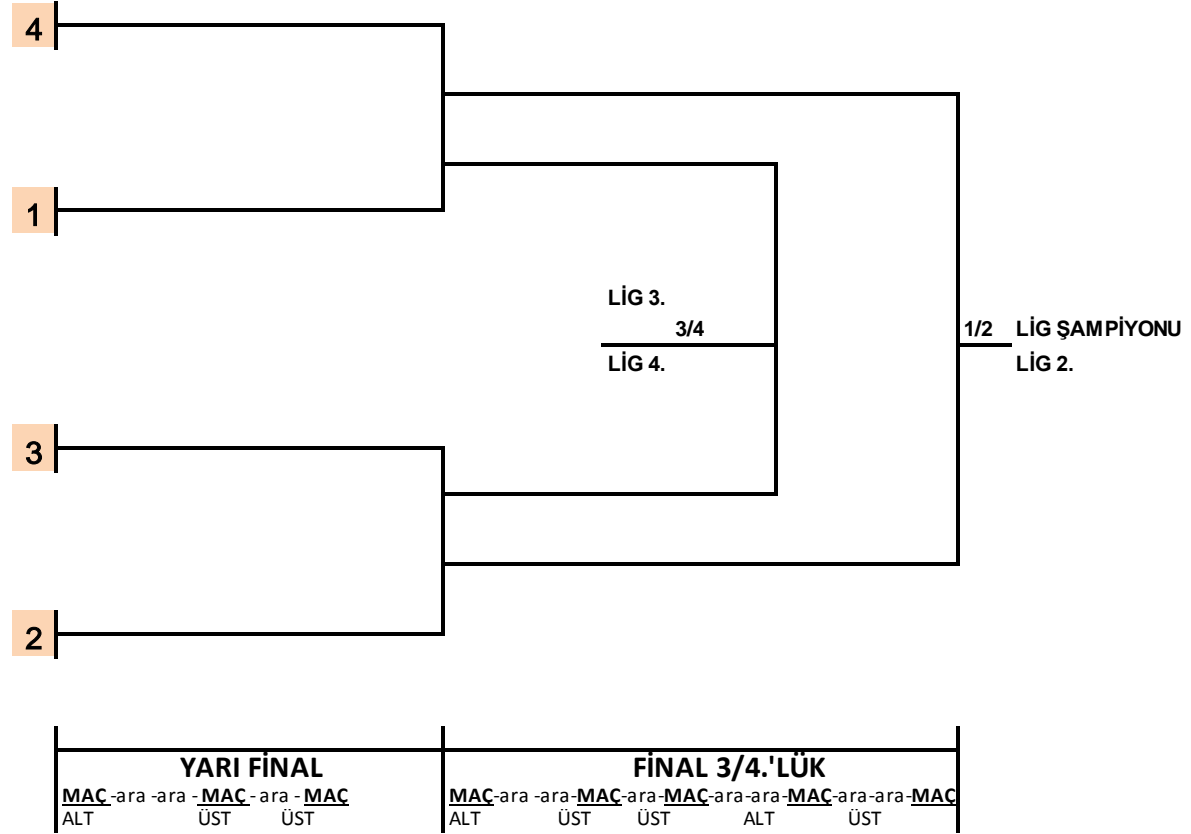 4
1
LİG 3.
3/4
1/2 LİG ŞAMPİYONU
LİG 4.
LİG 2.
3
2
YARI FİNAL
MAÇ -ara -ara - MAÇ - ara - MAÇ
ALT ÜST ÜST
FİNAL 3/4.'LÜK
MAÇ-ara -ara-MAÇ-ara-MAÇ-ara-ara-MAÇ-ara-ara-MAÇ
ALT ÜST ÜST ALT ÜST